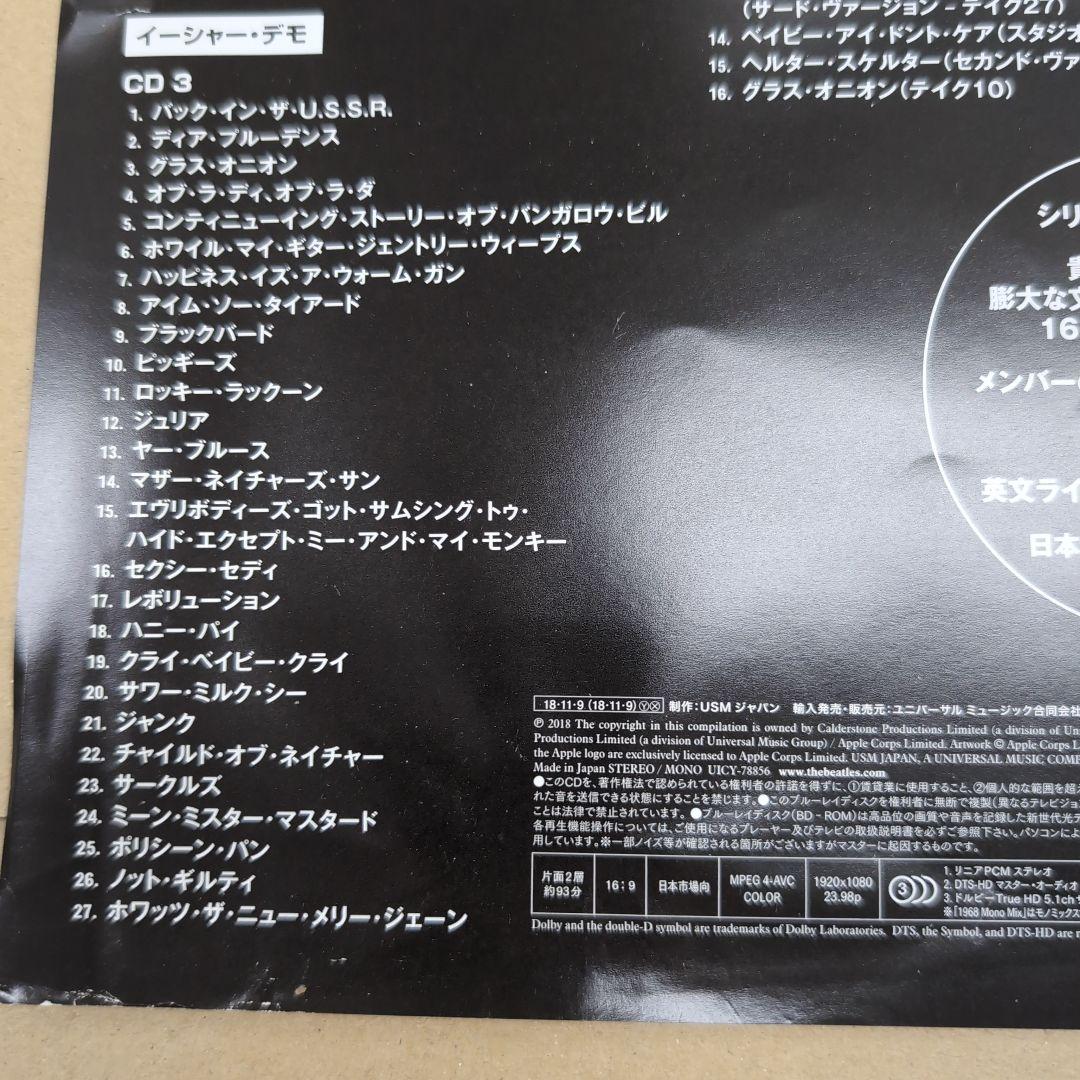 イーシャー・デモ
CD 3
1. バック・イン・ザ・U.S.S.R.
2. ディア・プルーデンス
3. グラス・オニオン
4. オブ・ラ・ディ、オブ・ラ・ダ
5. コンティニューイング・ストーリー・オブ・バンガロウ・ビル
6. ホワイル・マイ・ギター・ジェントリー・ウィープス
7. ハッピネス・イズ・ア・ウォーム・ガン
8. アイム・ソー・タイアード
9. ブラックバード
10. ピッギーズ
11. ロッキー・ラックーン
12. ジュリア
13. ヤー・ブルース
14. マザー・ネイチャーズ・サン
15. エヴリボディーズ・ゴット・サムシング・トゥ・
ハイド・エクセプト・ミー・アンド・マイ・モンキー
16. セクシー・セディ
17. レボリューション
18. ハニー・パイ
19. クライ・ベイビー・クライ
20. サワー・ミルク・シー
21. ジャンク
22. チャイルド・オブ・ネイチャー
23. サークルズ
24. ミーン・ミスター・マスタード
25. ポリシーン・パン
26. ノット・ギルティ
27. ホワッツ・ザ・ニュー・メリー・ジェーン
(サード・ヴァージョン – テイク27)
14. ベイビー・アイ・ドント・ケア(スタジオ
15. ヘルター・スケルター(セカンド・ヴァ
16. グラス・オニオン(テイク10)
シリ
貴
膨大な文
16
メンバー
英文ライ
日本
18・11・9 (18・11・9) Ⓨ Ⓧ 制作:USM ジャパン 輸入発売・販売元:ユニバーサル ミュージック合同会社
℗ 2018 The copyright in this compilation is owned by Calderstone Productions Limited (a division of Un
Productions Limited (a division of Universal Music Group) / Apple Corps Limited. Artwork © Apple Corps L
the Apple logo are exclusively licensed to Apple Corps Limited. USM JAPAN, A UNIVERSAL MUSIC COMP
Made in Japan STEREO / MONO UICY-78856 www.thebeatles.com
●このCDを、著作権法で認められている権利者の許諾を得ずに、①賃貸業に使用すること、②個人的な範囲を超
れた音を送信できる状態にすることを禁じます。●このブルーレイディスクを権利者に無断で複製(異なるテレビジョ
ことは法律で禁止されています。 ●ブルーレイディスク(BD - ROM)は高品位の画質や音声を記録した新世代光デ
各再生機能操作については、ご使用になるプレーヤー及びテレビの取扱説明書を必ずご参照下さい。パソコンによ
用しています。※一部ノイズ等が確認される箇所がございますがマスターに起因するものです。
片面2層
約93分
16:9
日本市場向
MPEG 4-AVC
COLOR
1920x1080
23.98p
3
1. リニアPCM ステレオ
2. DTS-HD マスター・オーディオ
3. ドルビーTrue HD 5.1ch サ
※「1968 Mono Mix」はモノミックス
Dolby and the double-D symbol are trademarks of Dolby Laboratories. DTS, the Symbol, and DTS-HD are r